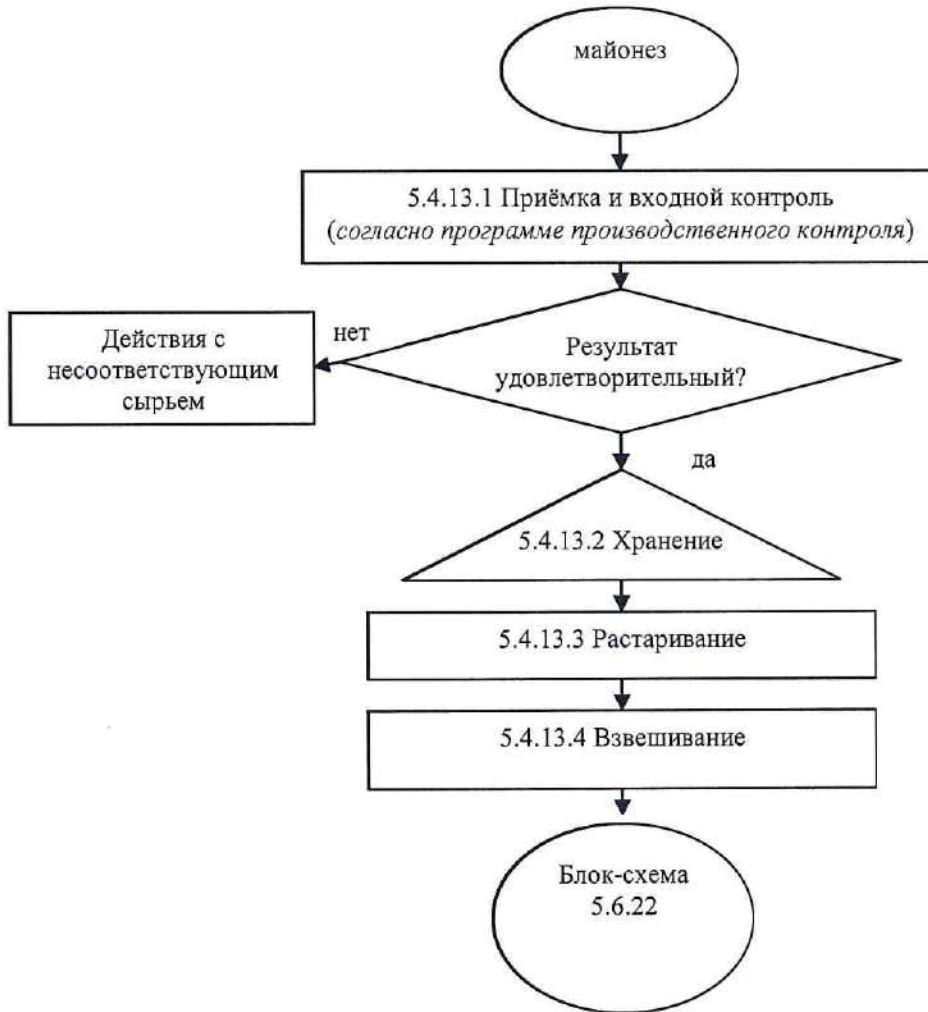 майонез
5.4.13.1 Приёмка и входной контроль
(согласно программе производственного контроля)
Действия с
несоответствующим
сырьем
нет
Результат
удовлетворительный?
да
5.4.13.2 Хранение
5.4.13.3 Растаривание
5.4.13.4 Взвешивание
Блок-схема
5.6.22